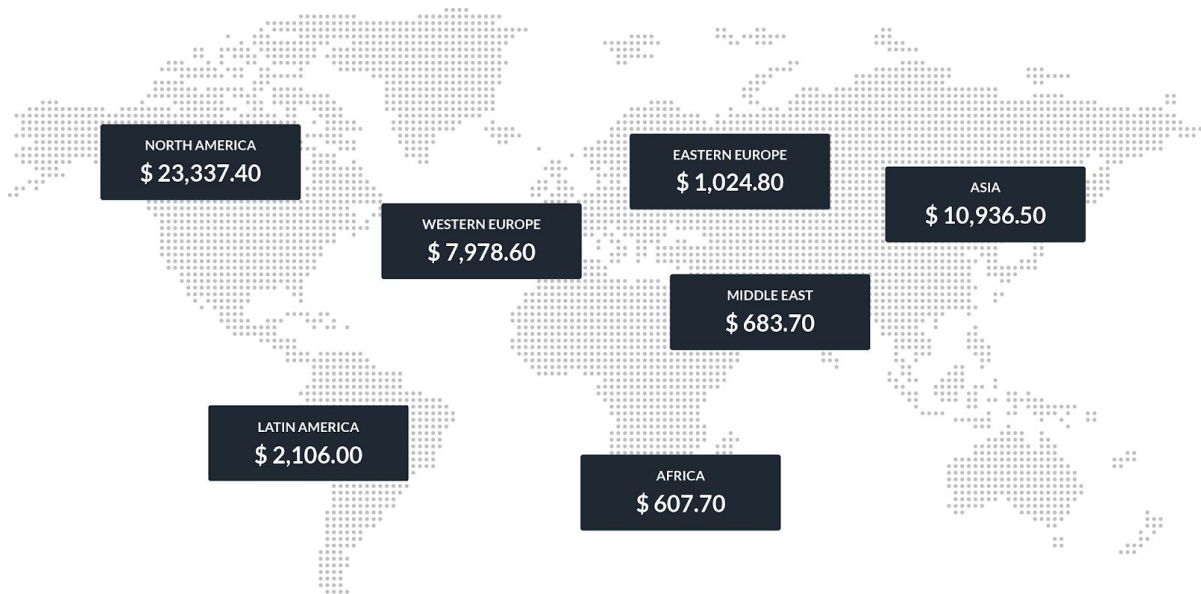 NORTH AMERICA
$ 23,337.40
EASTERN EUROPE
$ 1,024.80
ASIA
$ 10,936.50
WESTERN EUROPE
$ 7,978.60
MIDDLE EAST
$ 683.70
LATIN AMERICA
$ 2,106.00
AFRICA
$ 607.70